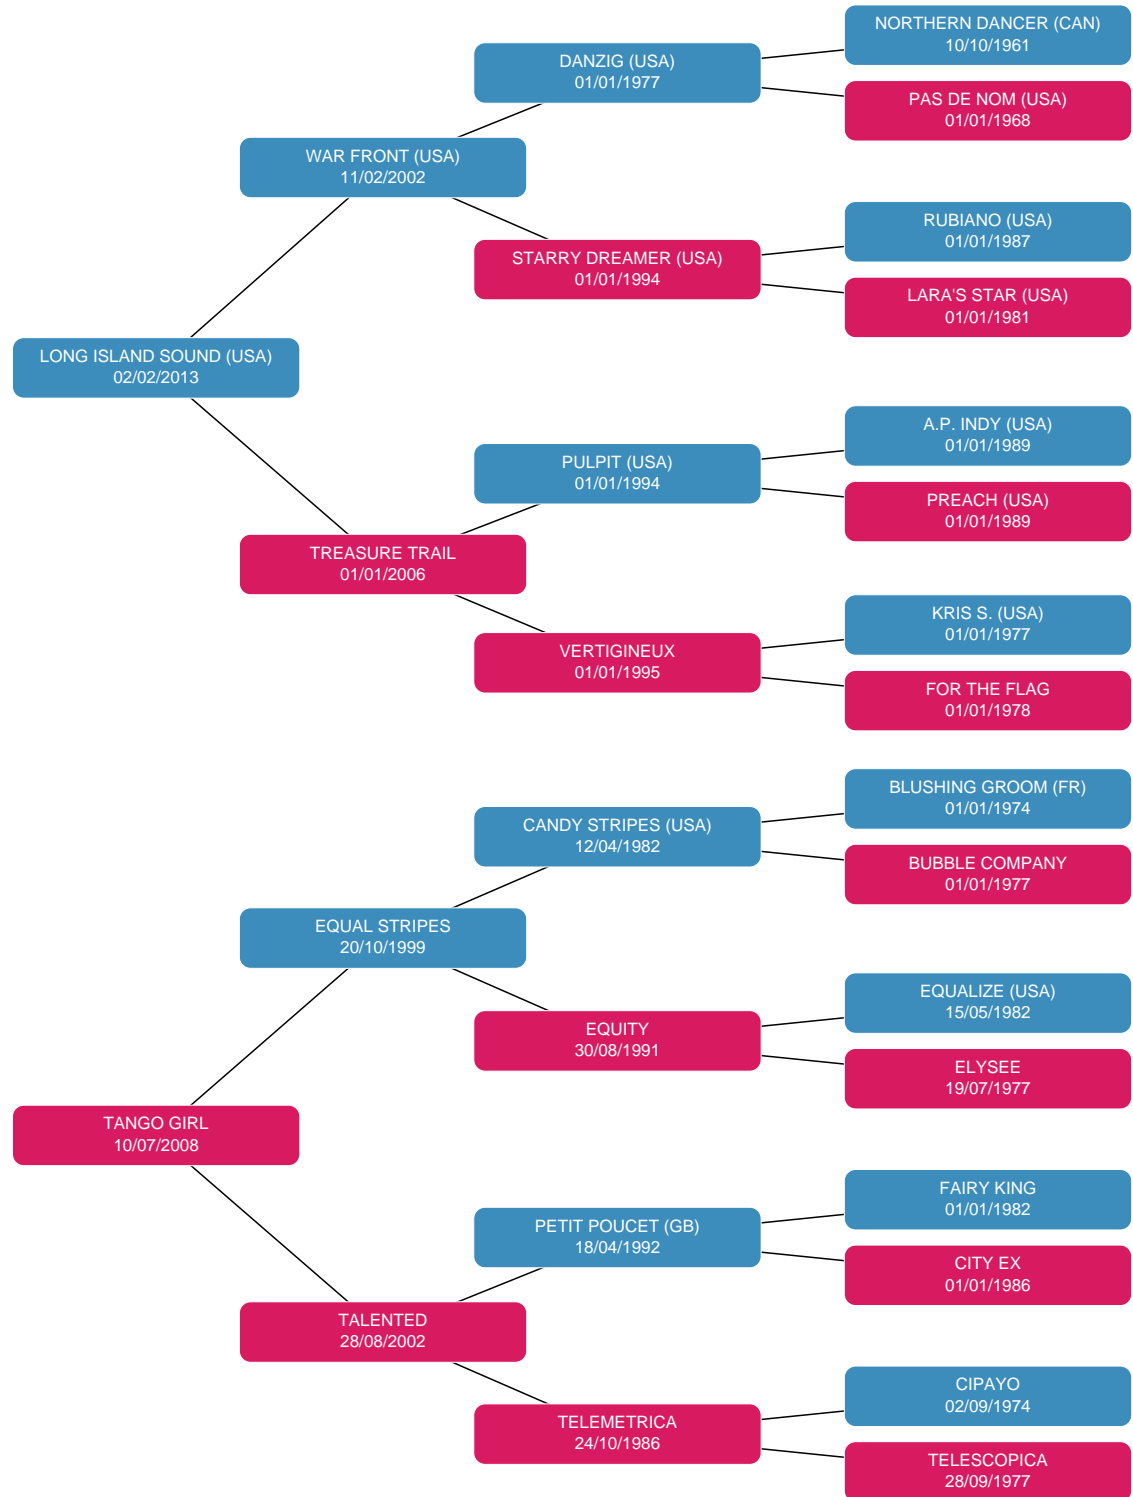 NORTHERN DANCER (CAN)
10/10/1961
DANZIG (USA)
01/01/1977
PAS DE NOM (USA)
01/01/1968
WAR FRONT (USA)
11/02/2002
RUBIANO (USA)
01/01/1987
STARRY DREAMER (USA)
01/01/1994
LARA'S STAR (USA)
01/01/1981
LONG ISLAND SOUND (USA)
02/02/2013
A.P. INDY (USA)
01/01/1989
PULPIT (USA)
01/01/1994
PREACH (USA)
01/01/1989
TREASURE TRAIL
01/01/2006
KRIS S. (USA)
01/01/1977
VERTIGINEUX
01/01/1995
FOR THE FLAG
01/01/1978
BLUSHING GROOM (FR)
01/01/1974
CANDY STRIPES (USA)
12/04/1982
BUBBLE COMPANY
01/01/1977
EQUAL STRIPES
20/10/1999
EQUALIZE (USA)
15/05/1982
EQUITY
30/08/1991
ELYSEE
19/07/1977
TANGO GIRL
10/07/2008
FAIRY KING
01/01/1982
PETIT POUCET (GB)
18/04/1992
CITY EX
01/01/1986
TALENTED
28/08/2002
CIPAYO
02/09/1974
TELEMETRICA
24/10/1986
TELESCOPICA
28/09/1977